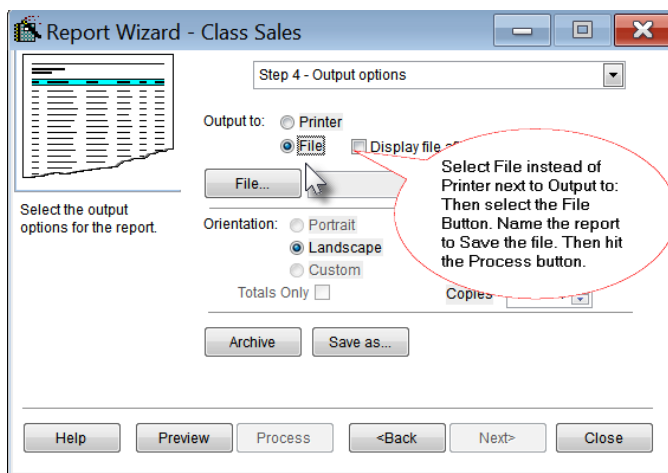 Report Wizard - Class Sales
Step 4 - Output options
Output to: Printer
File Display file
File...
Select the output
options for the report.
Orientation: Portrait
Landscape
Custom
Totals Only Copies
Select File instead of
Printer next to Output to:
Then select the File
Button. Name the report
to Save the file. Then hit
the Process button.
Archive Save as...
Help Preview Process <Back Next> Close